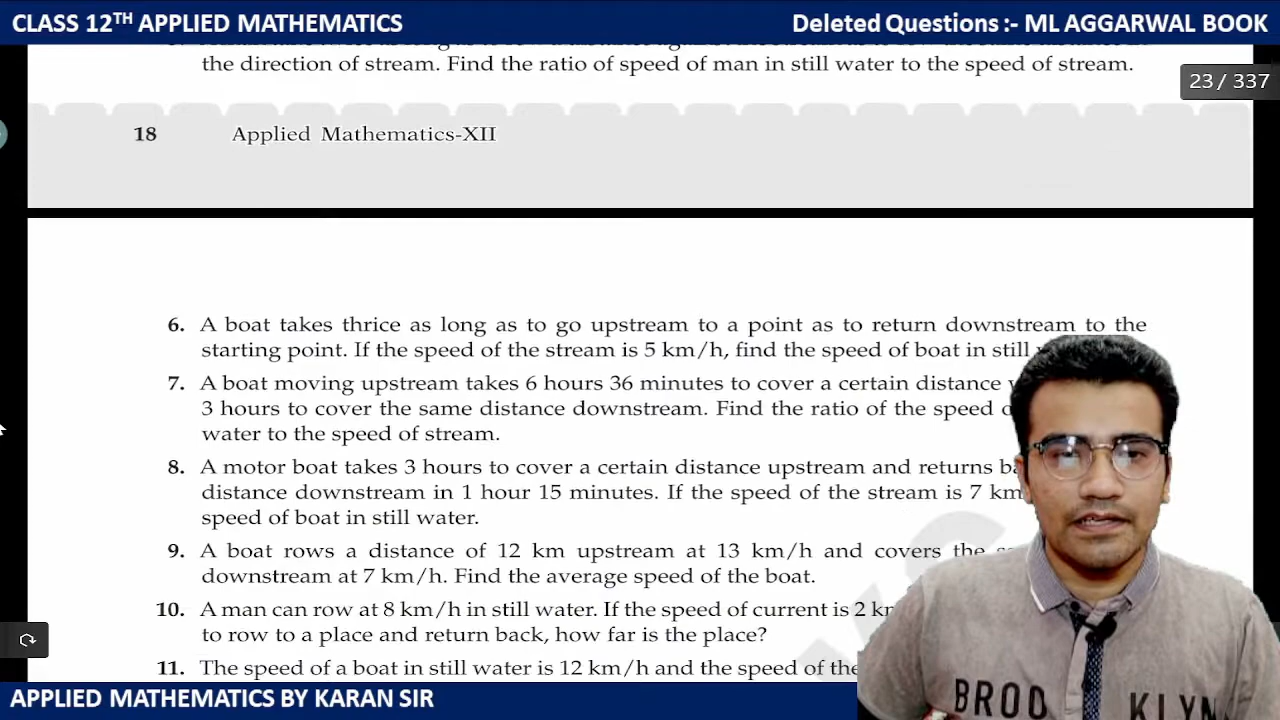 CLASS 12TH APPLIED MATHEMATICS
Deleted Questions :- ML AGGARWAL BOOK
the direction of stream. Find the ratio of speed of man in still water to the speed of stream.
23 / 337
18 Applied Mathematics-XII
6. A boat takes thrice as long as to go upstream to a point as to return downstream to the
starting point. If the speed of the stream is 5 km/h, find the speed of boat in still
7. A boat moving upstream takes 6 hours 36 minutes to cover a certain distance
3 hours to cover the same distance downstream. Find the ratio of the speed
water to the speed of stream.
8. A motor boat takes 3 hours to cover a certain distance upstream and returns
distance downstream in 1 hour 15 minutes. If the speed of the stream is 7
speed of boat in still water.
9. A boat rows a distance of 12 km upstream at 13 km/h and covers the
downstream at 7 km/h. Find the average speed of the boat.
10. A man can row at 8 km/h in still water. If the speed of current is 2
to row to a place and return back, how far is the place?
11. The speed of a boat in still water is 12 km/h and the speed of the
BROO KLYN
APPLIED MATHEMATICS BY KARAN SIR